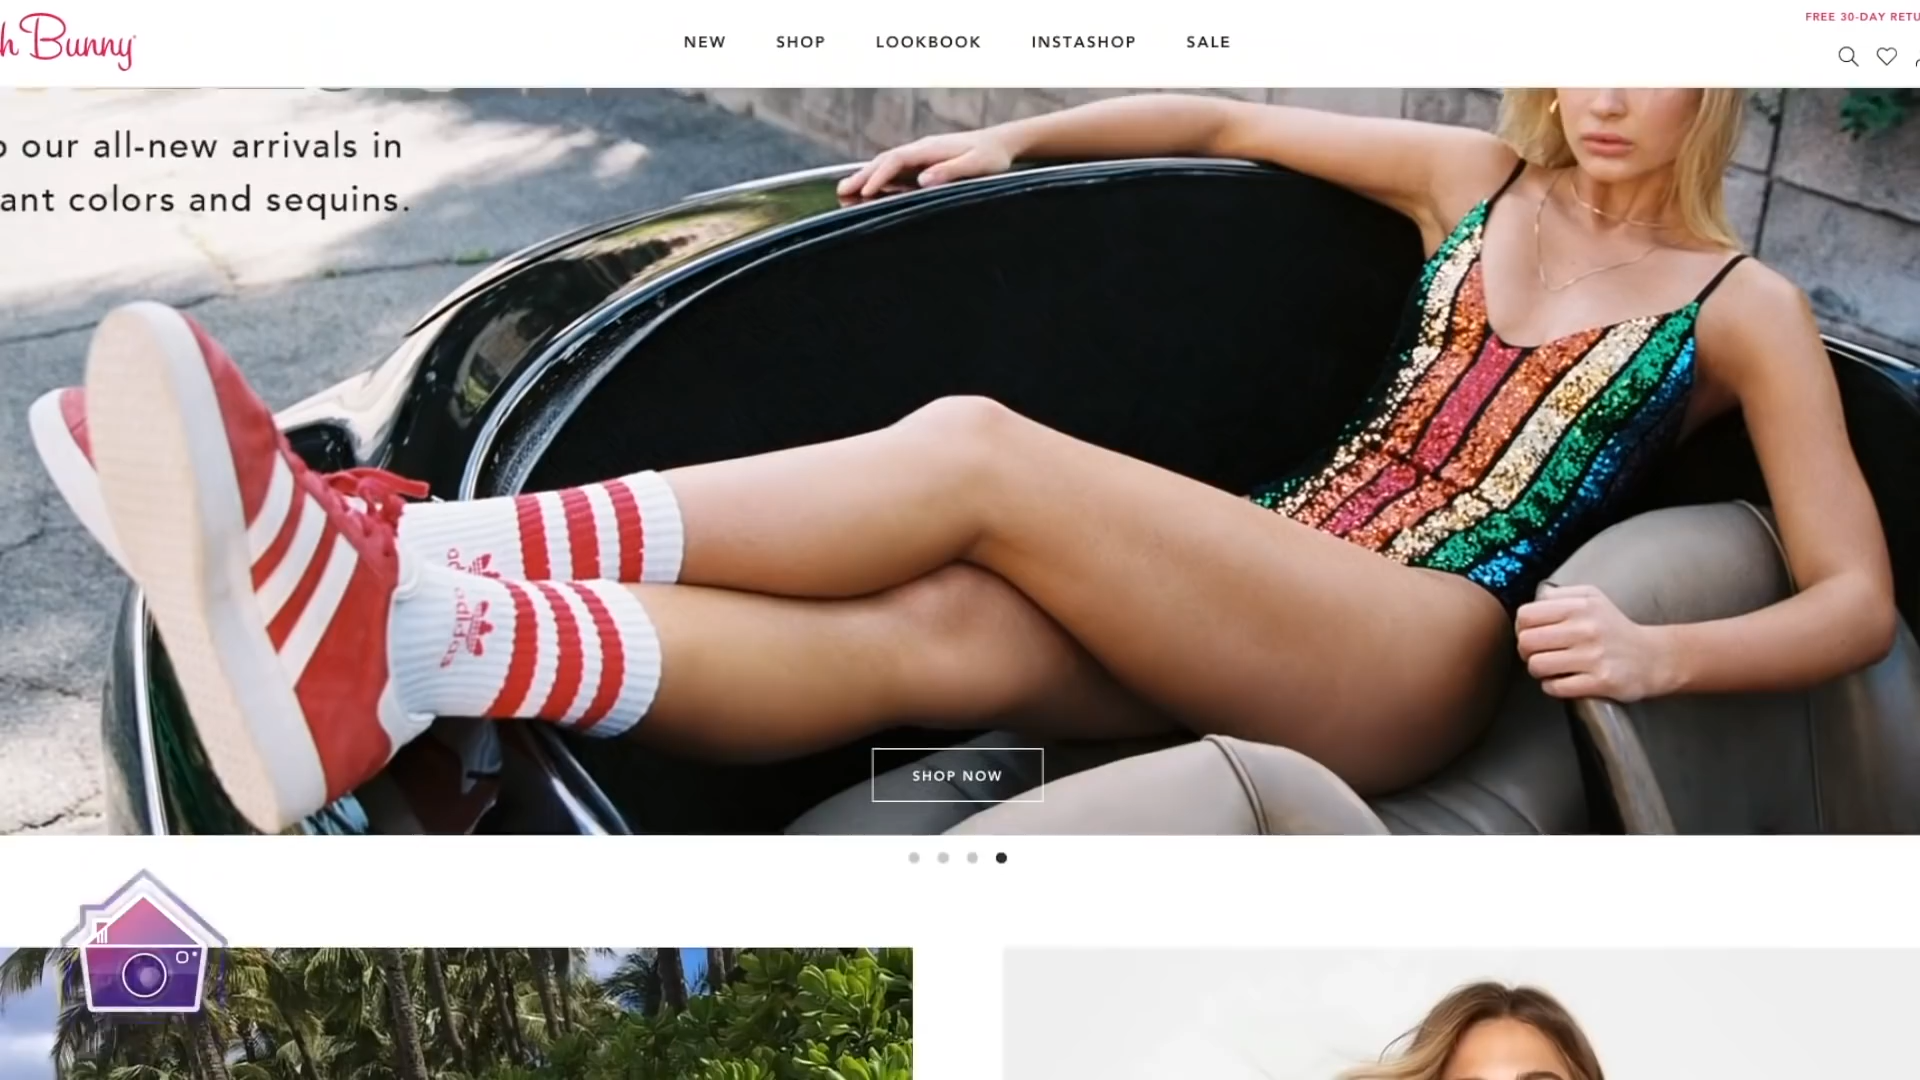 h Bunny
NEW SHOP LOOKBOOK INSTASHOP SALE
FREE 30-DAY RETU
o our all-new arrivals in
ant colors and sequins.
adidas
SHOP NOW